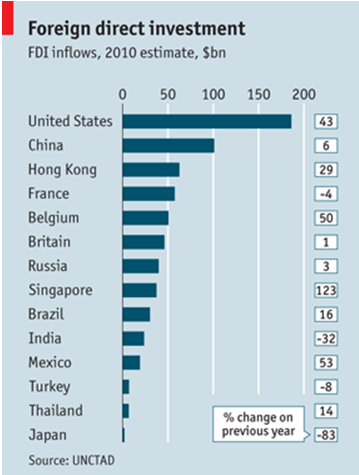 Foreign direct investment
FDI inflows, 2010 estimate, $bn
0 50 100 150 200
United States 43
China 6
Hong Kong 29
France -4
Belgium 50
Britain 1
Russia 3
Singapore 123
Brazil 16
India -32
Mexico 53
Turkey -8
Thailand 14
Japan -83
% change on
previous year
Source: UNCTAD